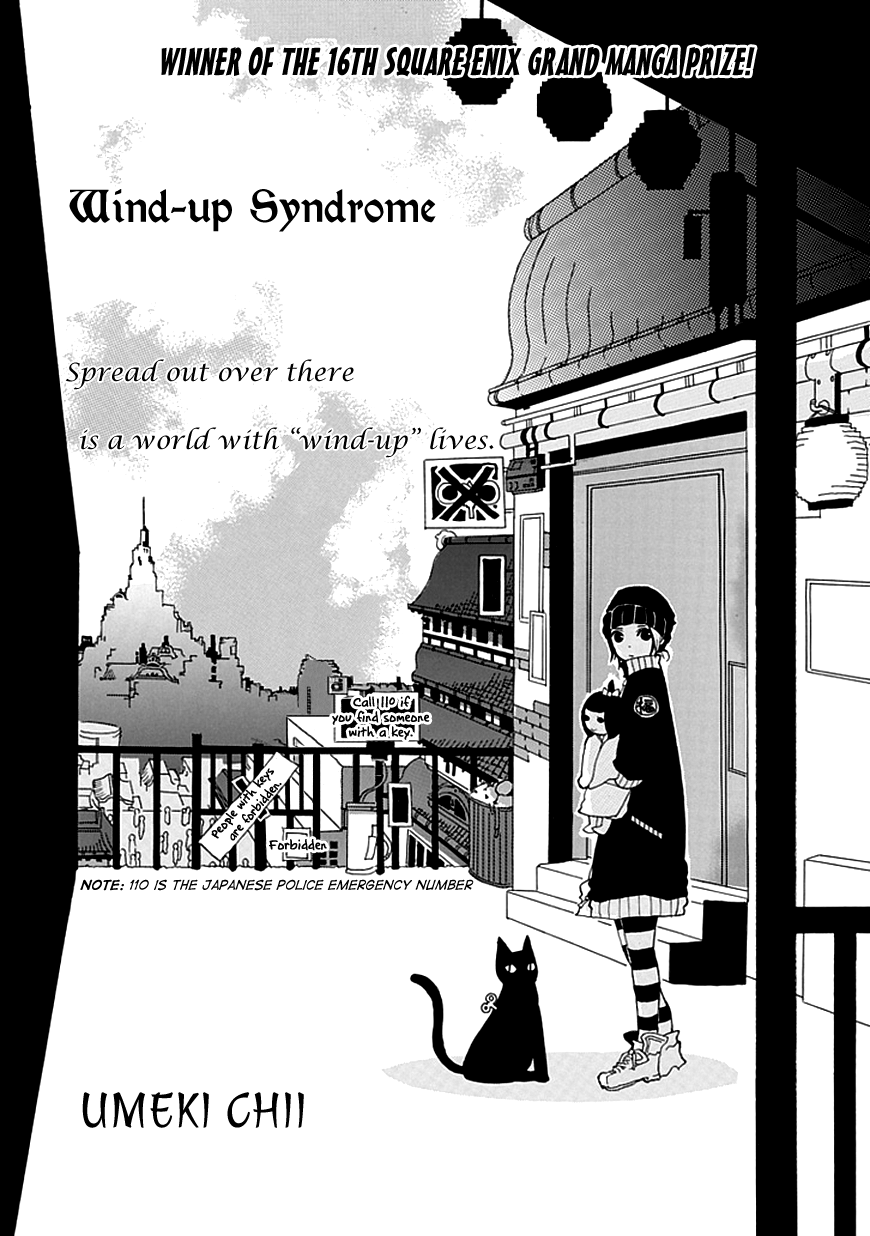 WINNER OF THE 16TH SQUARE ENIX GRAND MANGA PRIZE!
Wind-up Syndrome
Spread out over there
is a world with “wind-up” lives.
Call 110 if
you find someone
with a key.
people with keys
are forbidden.
Forbidden
NOTE: 110 IS THE JAPANESE POLICE EMERGENCY NUMBER
UMEKI CHII